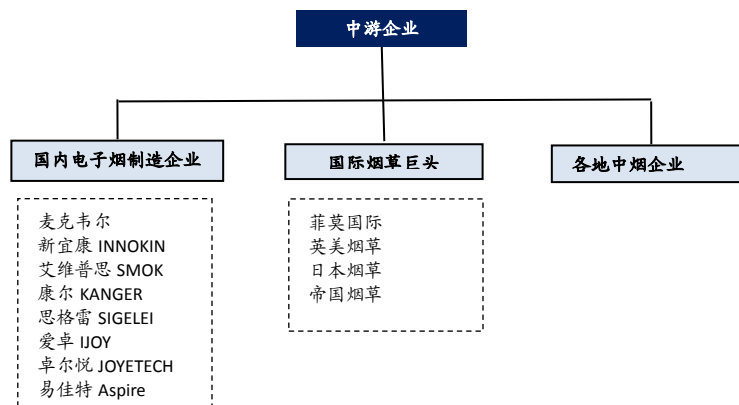 中游企业
国内电子烟制造企业
国际烟草巨头
各地中烟企业
麦克韦尔
新宜康 INNOKIN
艾维普思 SMOK
康尔 KANGER
思格雷 SIGELEI
爱卓 IJOY
卓尔悦 JOYETECH
易佳特 Aspire
菲莫国际
英美烟草
日本烟草
帝国烟草